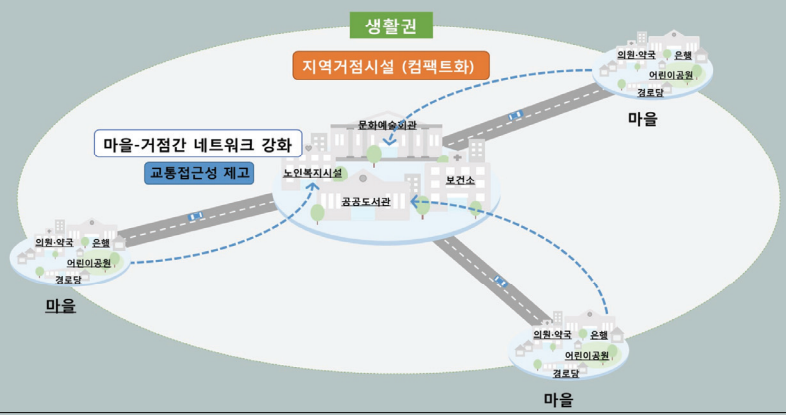 생활권
지역거점시설 (컴팩트화)
의원·약국 은행
어린이공원
경로당
마을
문화예술회관
마을-거점간 네트워크 강화
교통접근성 제고
노인복지시설
보건소
공공도서관
의원·약국 은행
어린이공원
경로당
마을
의원·약국 은행
어린이공원
경로당
마을